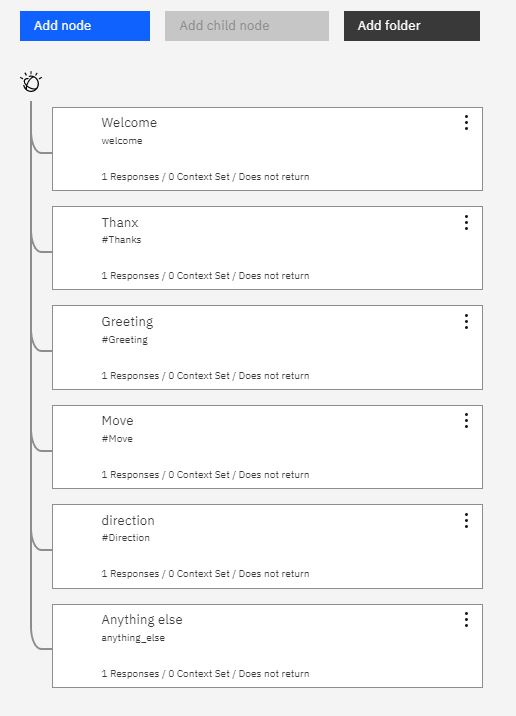 Add node
Add child node
Add folder
Welcome
welcome
1 Responses / 0 Context Set / Does not return
Thanx
#Thanks
1 Responses / 0 Context Set / Does not return
Greeting
#Greeting
1 Responses / 0 Context Set / Does not return
Move
#Move
1 Responses / 0 Context Set / Does not return
direction
#Direction
1 Responses / 0 Context Set / Does not return
Anything else
anything_else
1 Responses / 0 Context Set / Does not return